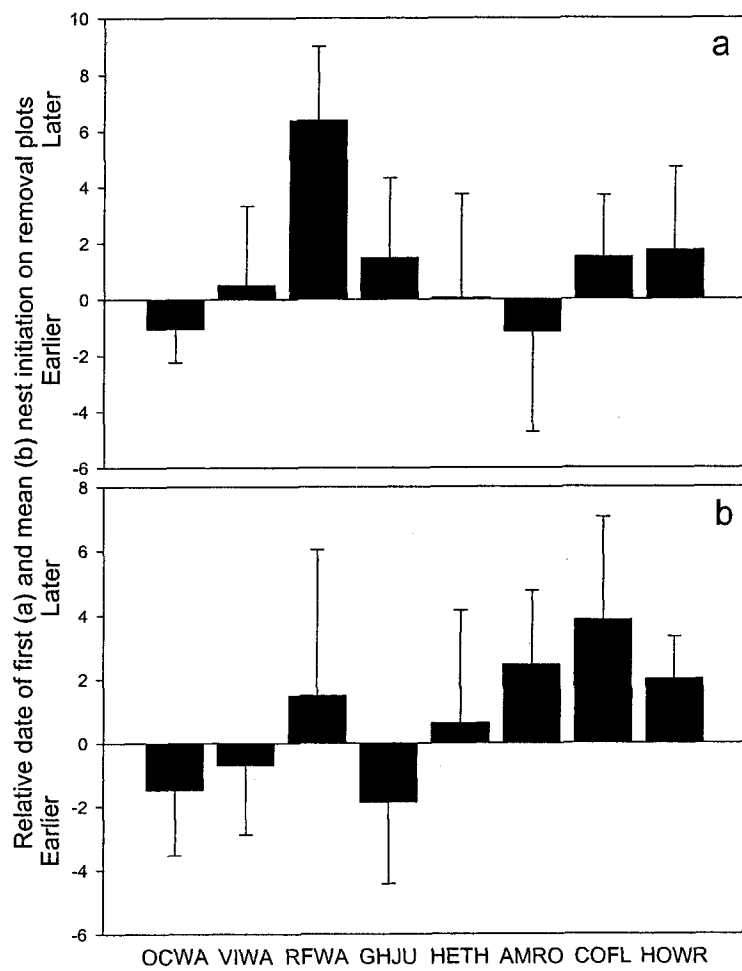 Relative date of first (a) and mean (b) nest initiation on removal plots
Earlier Later
Earlier Later
a
10
8
6
4
2
0
-2
-4
-6
b
8
6
4
2
0
-2
-4
-6
OCWA VIWA RFWA GHJU HETH AMRO COFL HOWR